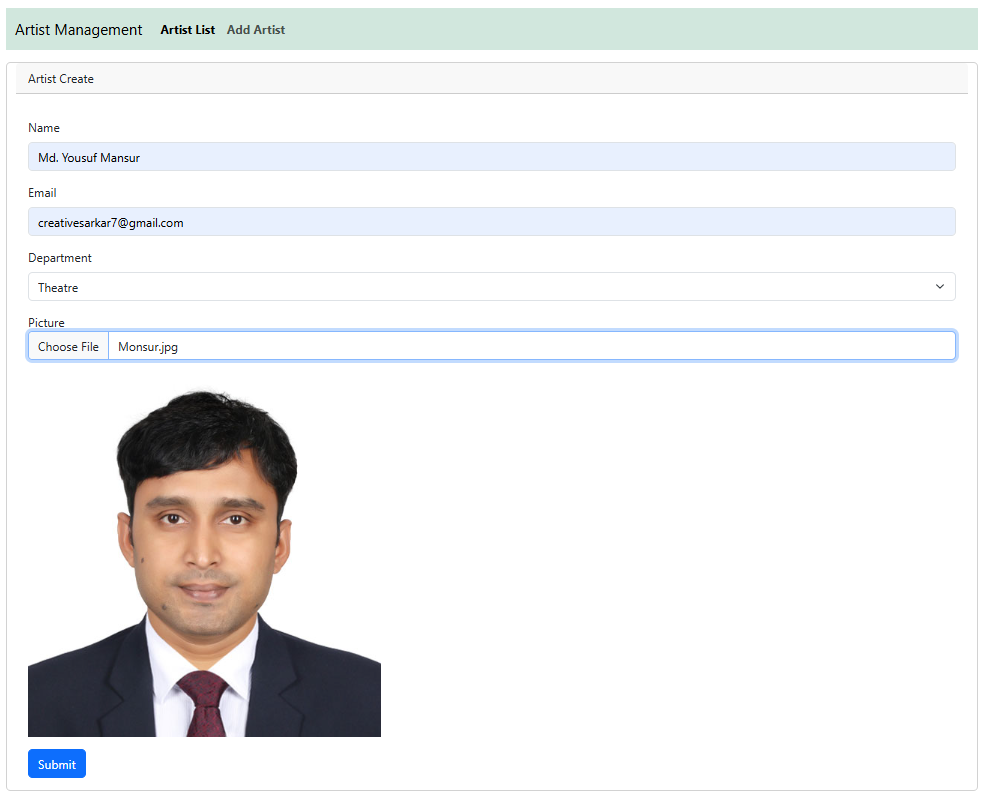 Artist Management Artist List Add Artist
Artist Create
Name
Md. Yousuf Mansur
Email
creativesarkar7@gmail.com
Department
Theatre
Picture
Choose File Monsur.jpg
Submit